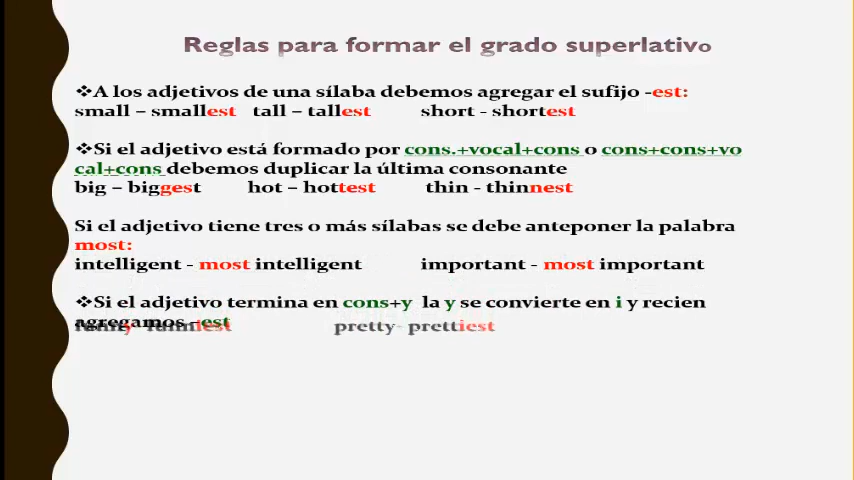 Reglas para formar el grado superlativo
❖A los adjetivos de una sílaba debemos agregar el sufijo -est:
small – smallest tall – tallest short - shortest
❖Si el adjetivo está formado por cons.+vocal+cons o cons+cons+vo
cal+cons debemos duplicar la última consonante
big – biggest hot – hottest thin - thinnest
Si el adjetivo tiene tres o más sílabas se debe anteponer la palabra
most:
intelligent - most intelligent important - most important
❖Si el adjetivo termina en cons+y la y se convierte en i y recien
agregamos -est
funny- funniest pretty- prettiest